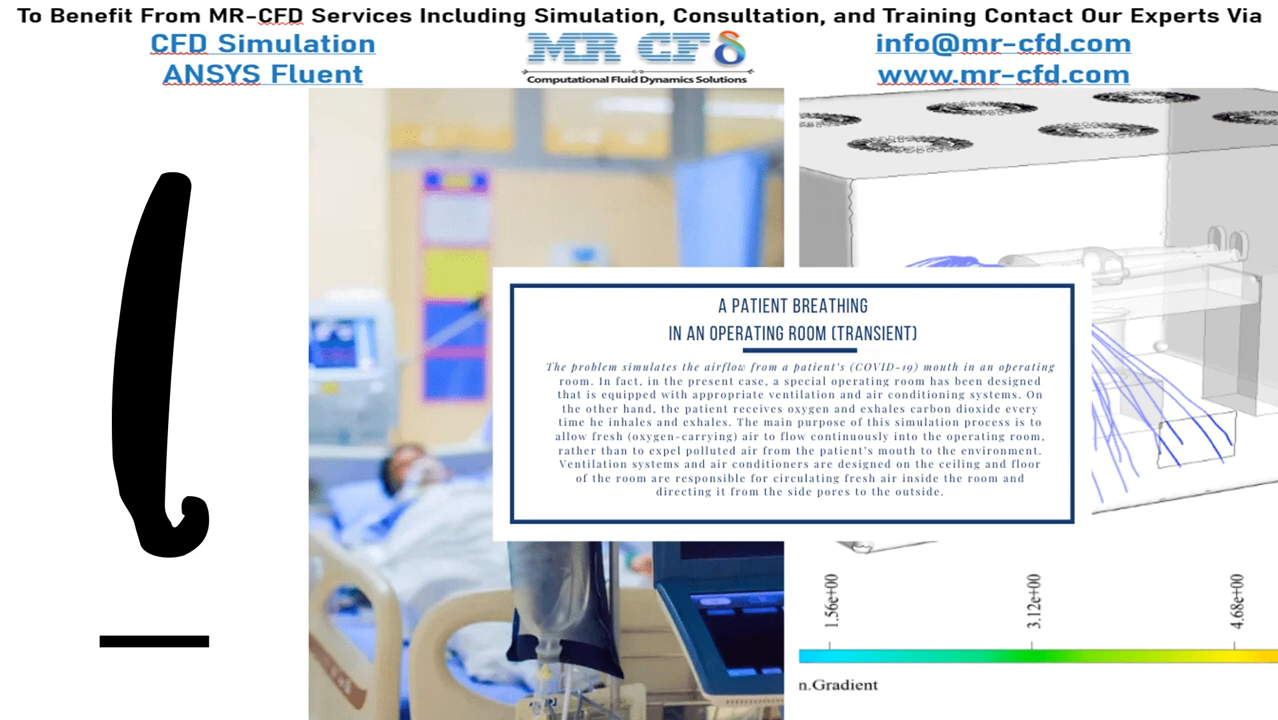 To Benefit From MR-CFD Services Including Simulation, Consultation, and Training Contact Our Experts Via
CFD Simulation
ANSYS Fluent
MR CFD
Computational Fluid Dynamics Solutions
info@mr-cfd.com
www.mr-cfd.com
A PATIENT BREATHING
IN AN OPERATING ROOM (TRANSIENT)
The problem simulates the airflow from a patient's (COVID-19) mouth in an operating
room. In fact, in the present case, a special operating room has been designed
that is equipped with appropriate ventilation and air conditioning systems. On
the other hand, the patient receives oxygen and exhales carbon dioxide every
time he inhales and exhales. The main purpose of this simulation process is to
allow fresh (oxygen-carrying) air to flow continuously into the operating room,
rather than to expel polluted air from the patient's mouth to the environment.
Ventilation systems and air conditioners are designed on the ceiling and floor
of the room are responsible for circulating fresh air inside the room and
directing it from the side pores to the outside.
1.56e+00
3.12e+00
4.68e+00
n.Gradient